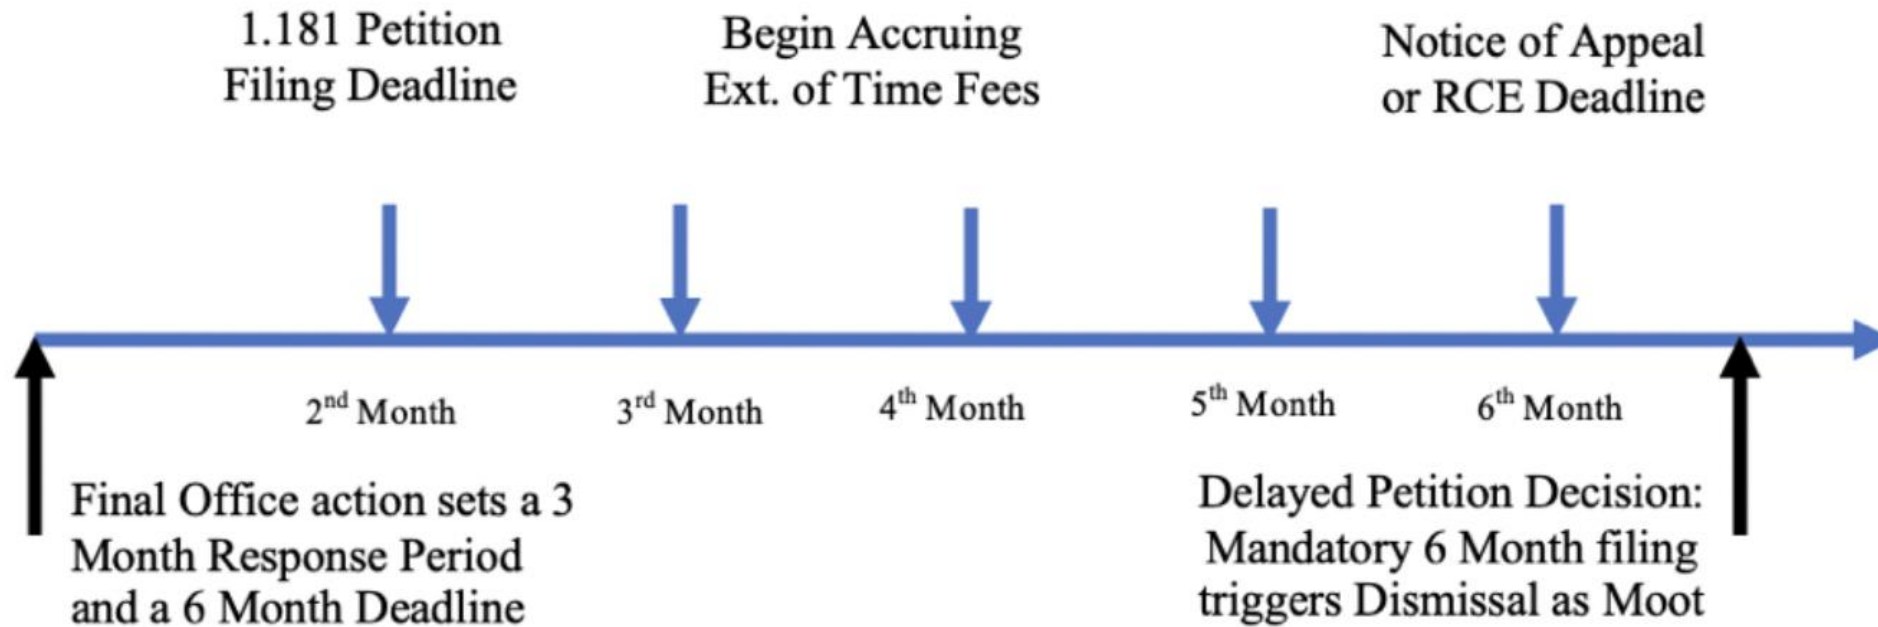 1.181 Petition
Filing Deadline
Begin Accruing
Ext. of Time Fees
Notice of Appeal
or RCE Deadline
2nd Month
3rd Month
4th Month
5th Month
6th Month
Final Office action sets a 3
Month Response Period
and a 6 Month Deadline
Delayed Petition Decision:
Mandatory 6 Month filing
triggers Dismissal as Moot